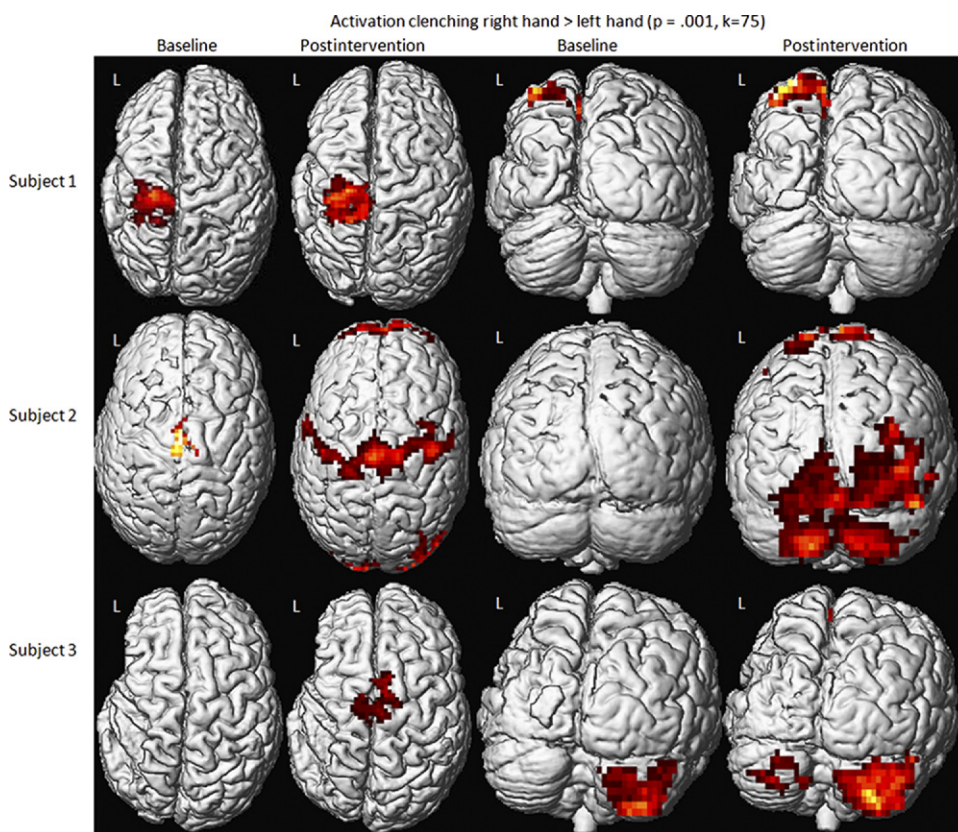 Activation clenching right hand > left hand (p = .001, k=75)
Baseline Postintervention Baseline Postintervention
L L L L
Subject 1
L L L L
Subject 2
L L L L
Subject 3